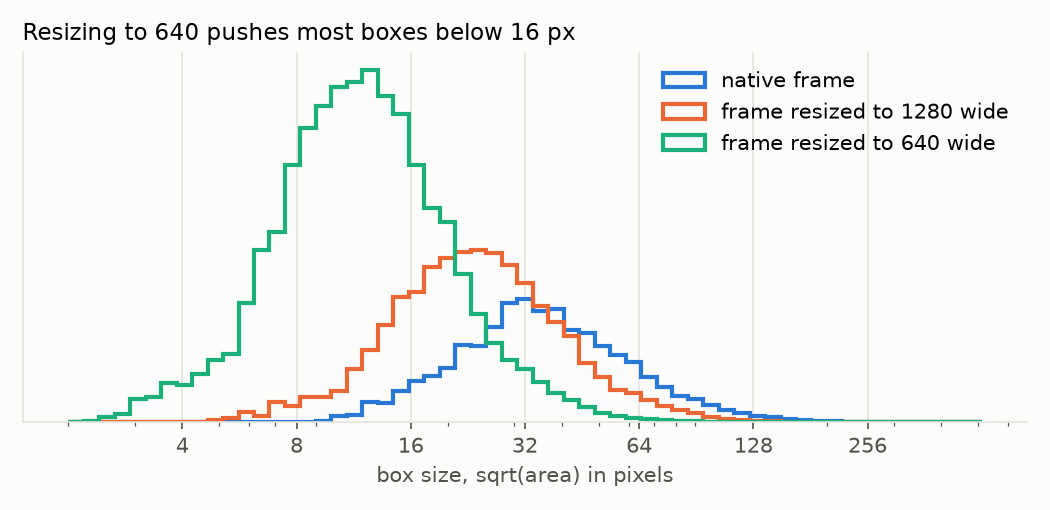 Resizing to 640 pushes most boxes below 16 px
native frame
frame resized to 1280 wide
frame resized to 640 wide
4 8 16 32 64 128 256
box size, sqrt(area) in pixels